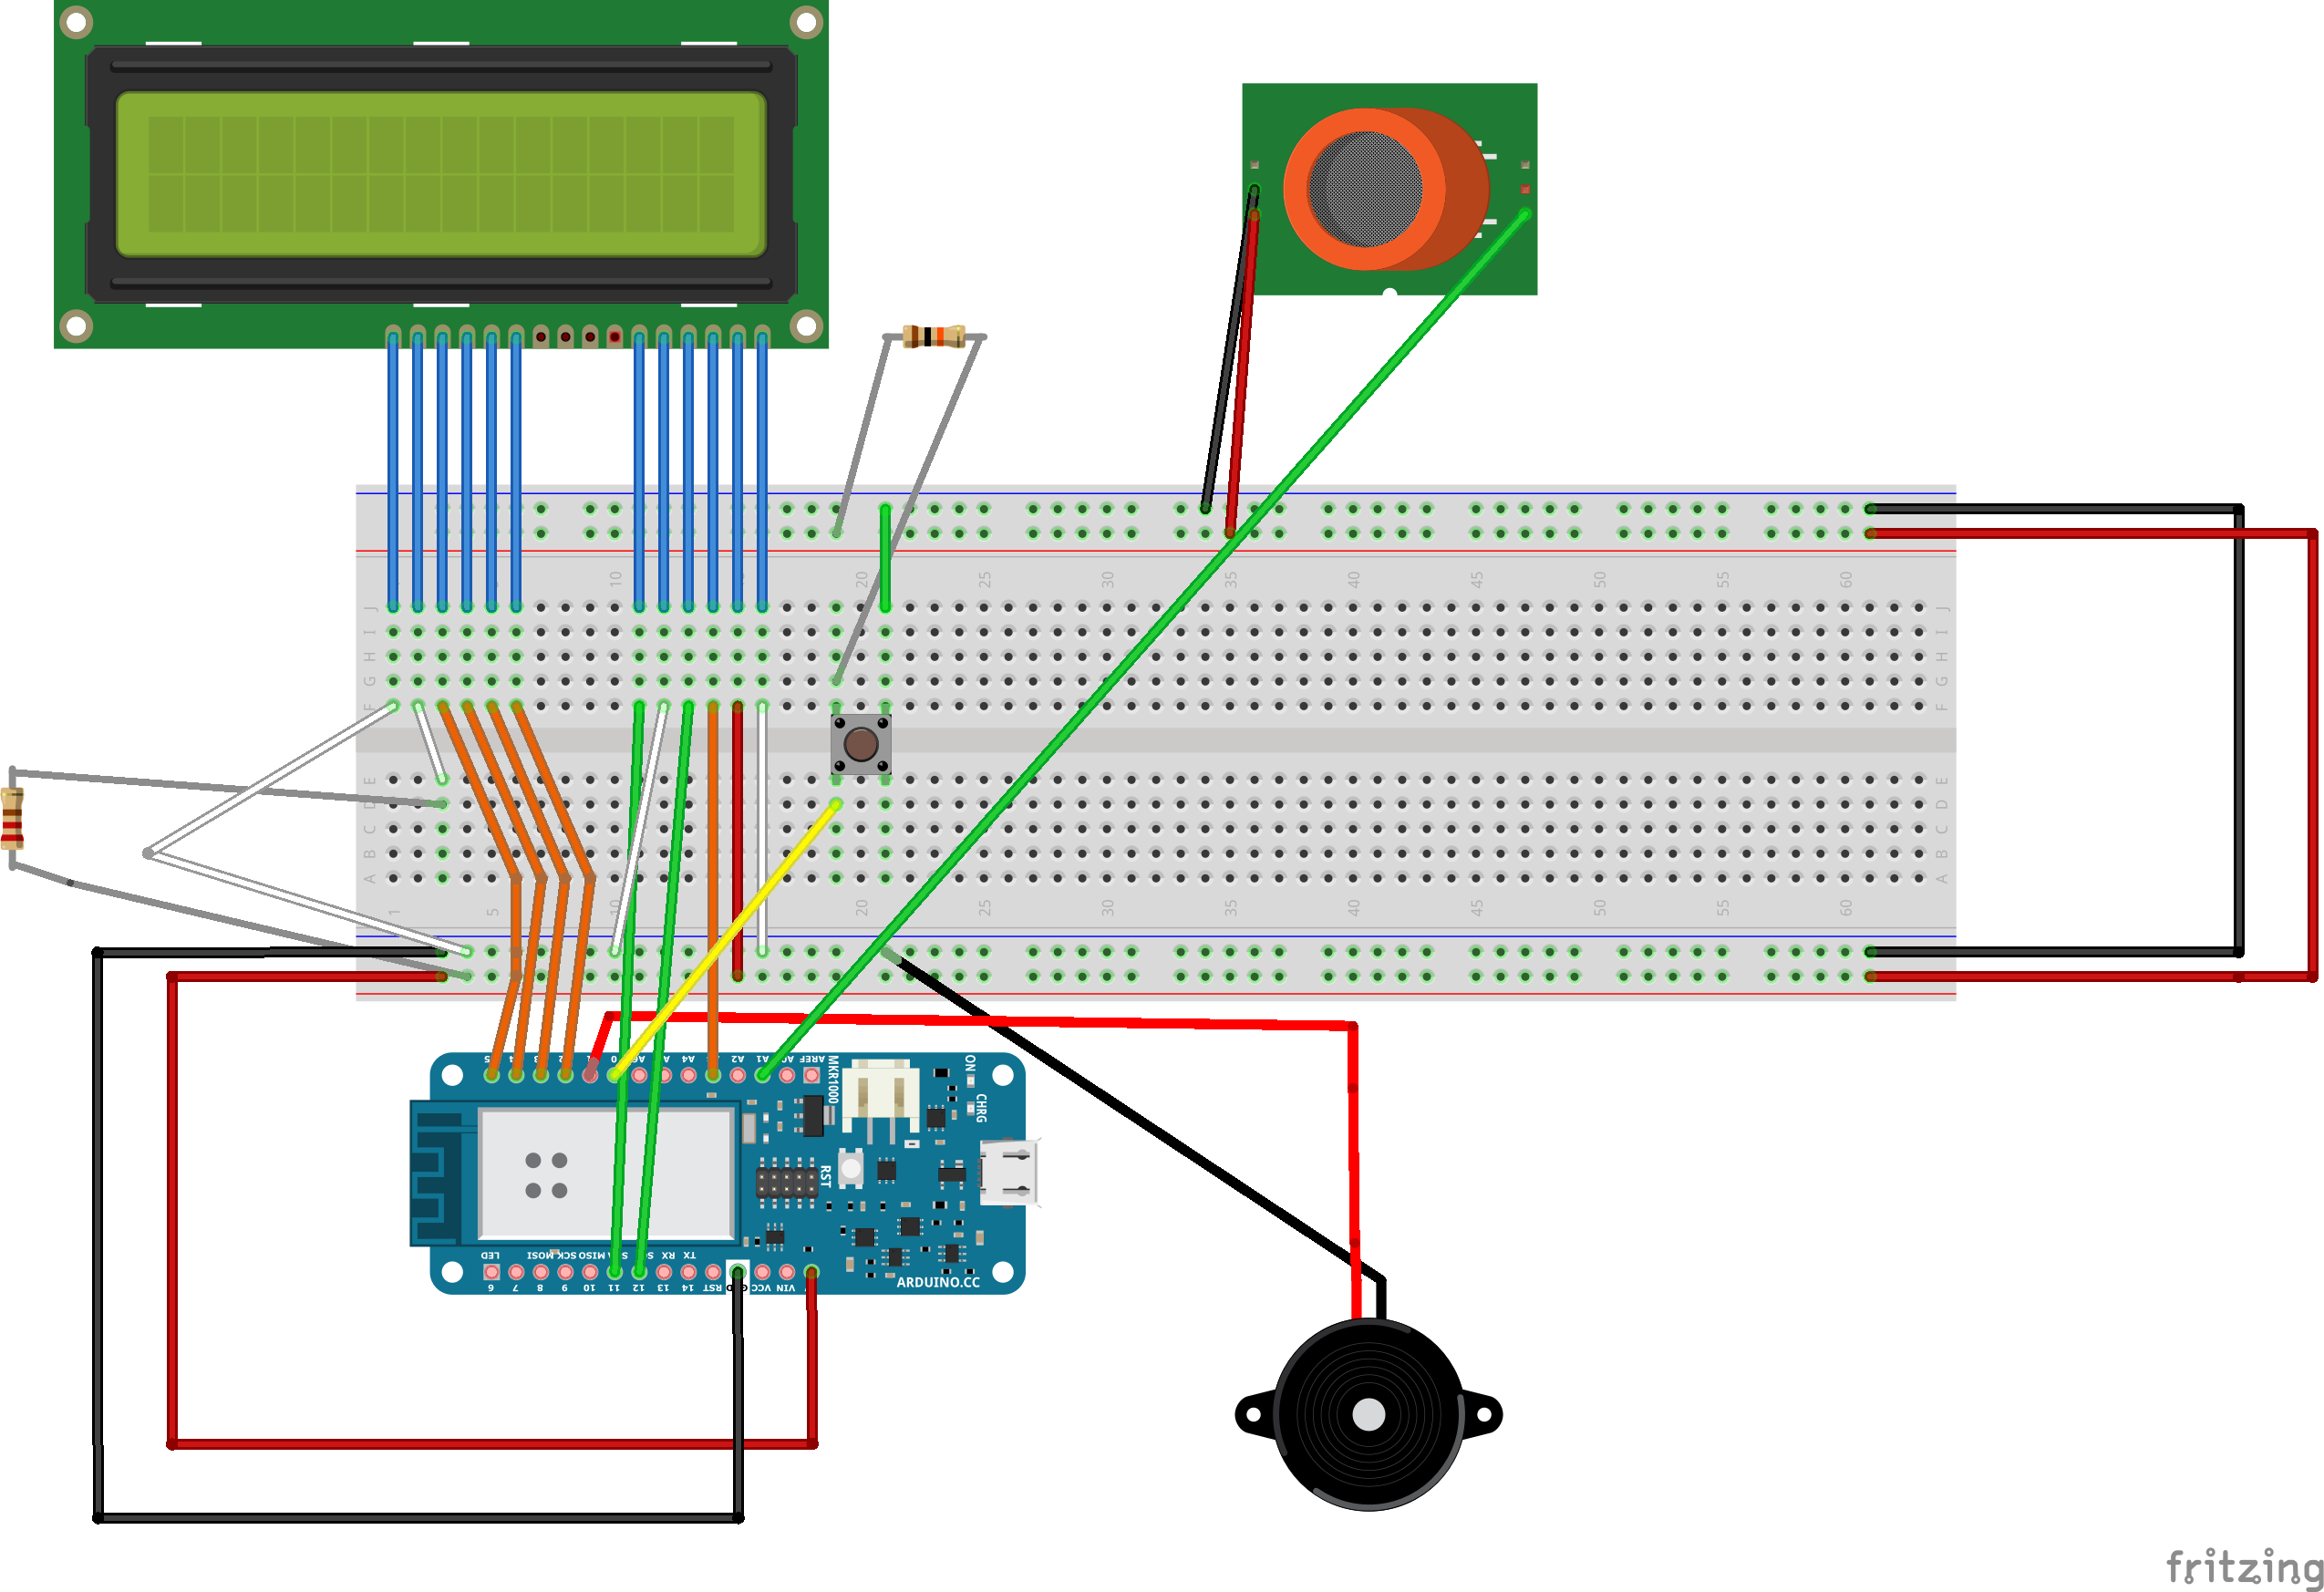 10 20 25 30 35 40 45 50 55 60
J J
I I
H H
G G
F F
E E
D D
C C
B B
A A
1 5 10 20 25 30 35 40 45 50 55 60
A4 A2 A1 AREF
MKR1000
ON
CHRG
RST
LED MOSI SCK MISO RX TX
6 7 8 9 10 11 12 13 14 RST VCC VIN
ARDUINO.CC
fritzing